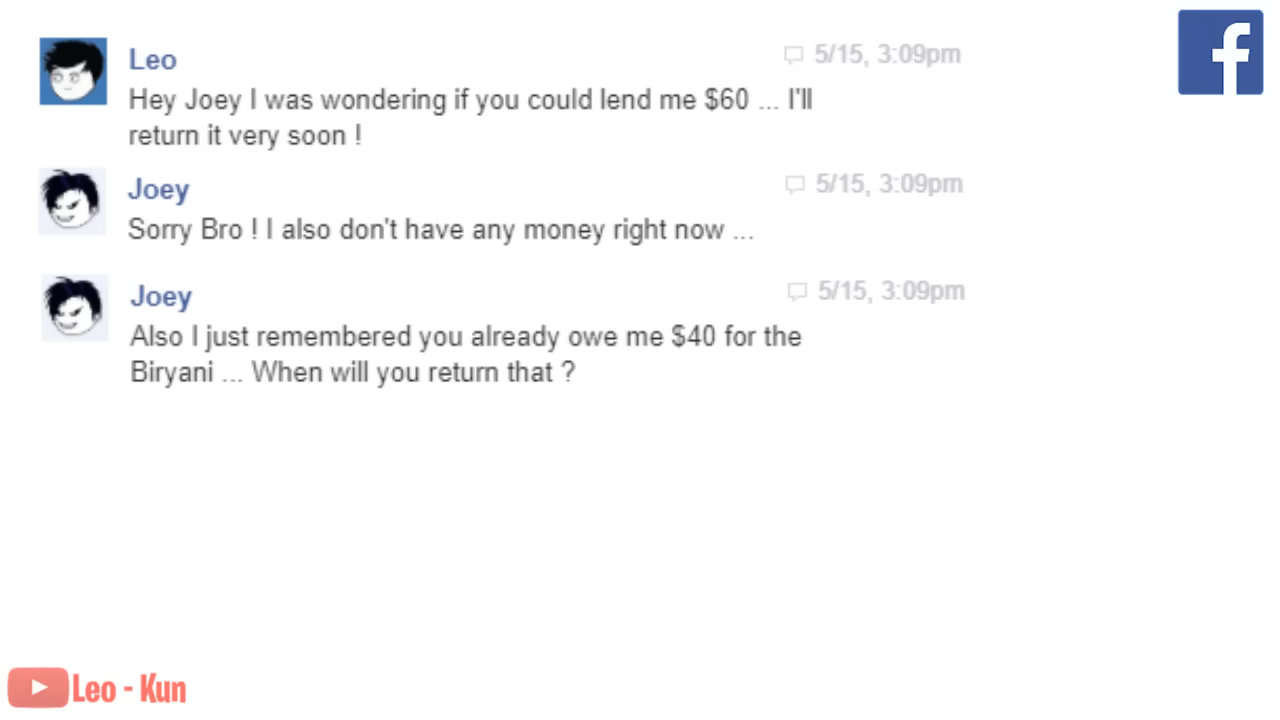 Leo
5/15, 3:09pm
Hey Joey I was wondering if you could lend me $60 ... I'll
return it very soon !
Joey
5/15, 3:09pm
Sorry Bro ! I also don't have any money right now ...
Joey
5/15, 3:09pm
Also I just remembered you already owe me $40 for the
Biryani ... When will you return that ?
f
Leo - Kun